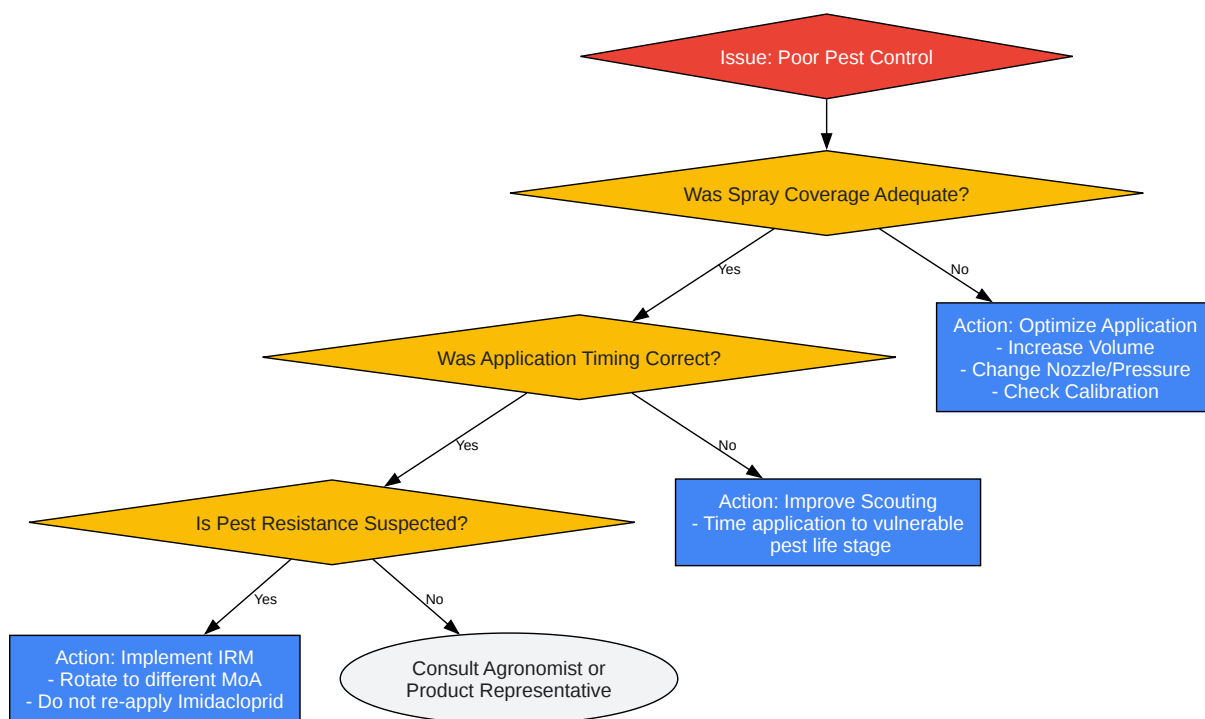 Issue: Poor Pest Control
Was Spray Coverage Adequate?
Yes
No
Action: Optimize Application
- Increase Volume
- Change Nozzle/Pressure
- Check Calibration
Was Application Timing Correct?
Yes
No
Action: Improve Scouting
- Time application to vulnerable
pest life stage
Is Pest Resistance Suspected?
Yes
No
Action: Implement IRM
- Rotate to different MoA
- Do not re-apply Imidacloprid
Consult Agronomist or
Product Representative